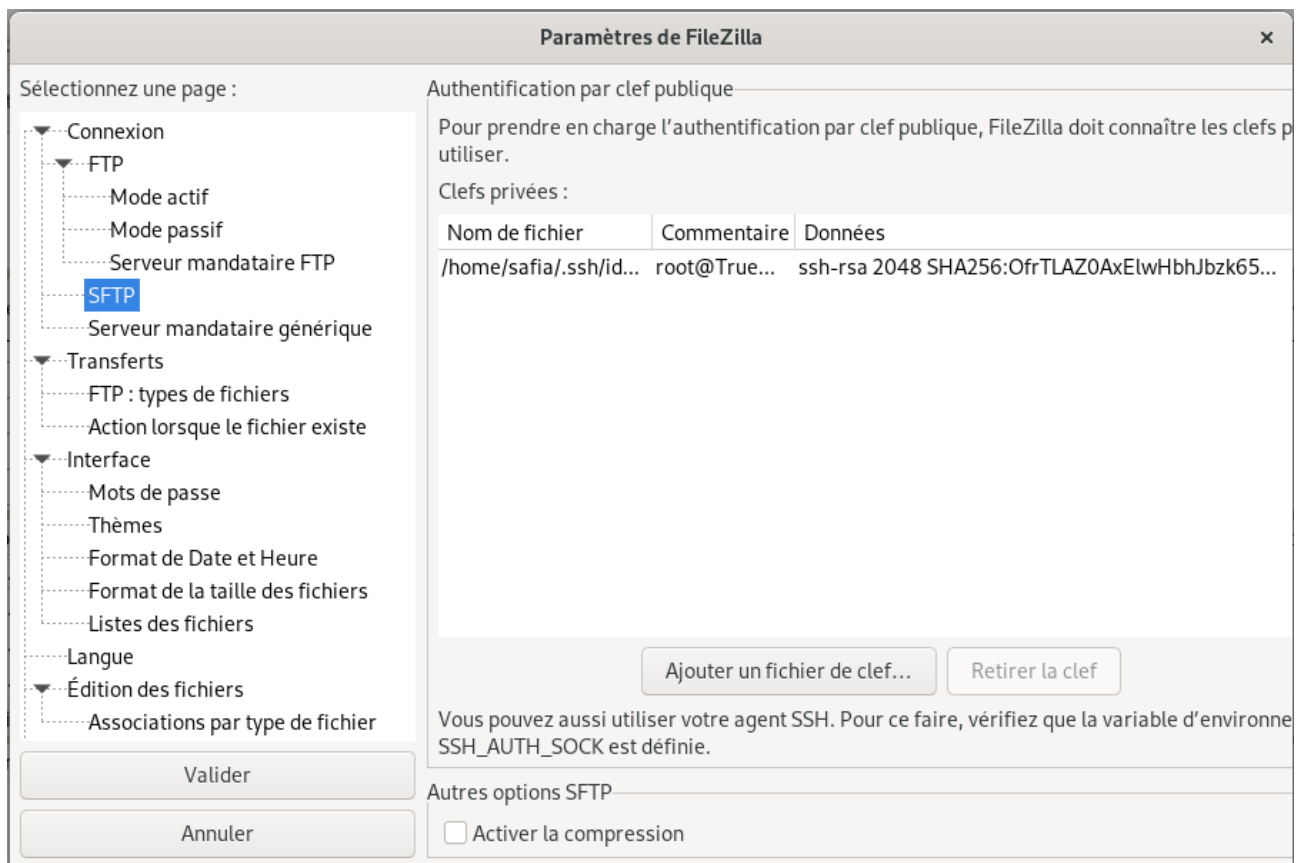 Paramètres de FileZilla
×
Sélectionnez une page :
Connexion
FTP
Mode actif
Mode passif
Serveur mandataire FTP
SFTP
Serveur mandataire générique
Transferts
FTP : types de fichiers
Action lorsque le fichier existe
Interface
Mots de passe
Thèmes
Format de Date et Heure
Format de la taille des fichiers
Listes des fichiers
Langue
Édition des fichiers
Associations par type de fichier
Valider
Annuler
Authentification par clef publique
Pour prendre en charge l’authentification par clef publique, FileZilla doit connaître les clefs p
utiliser.
Clefs privées :
Nom de fichier Commentaire Données
/home/safia/.ssh/id... root@True... ssh-rsa 2048 SHA256:OfrTLAZ0AxElwHbhJbzk65...
Ajouter un fichier de clef... Retirer la clef
Vous pouvez aussi utiliser votre agent SSH. Pour ce faire, vérifiez que la variable d’environne
SSH_AUTH_SOCK est définie.
Autres options SFTP
Activer la compression